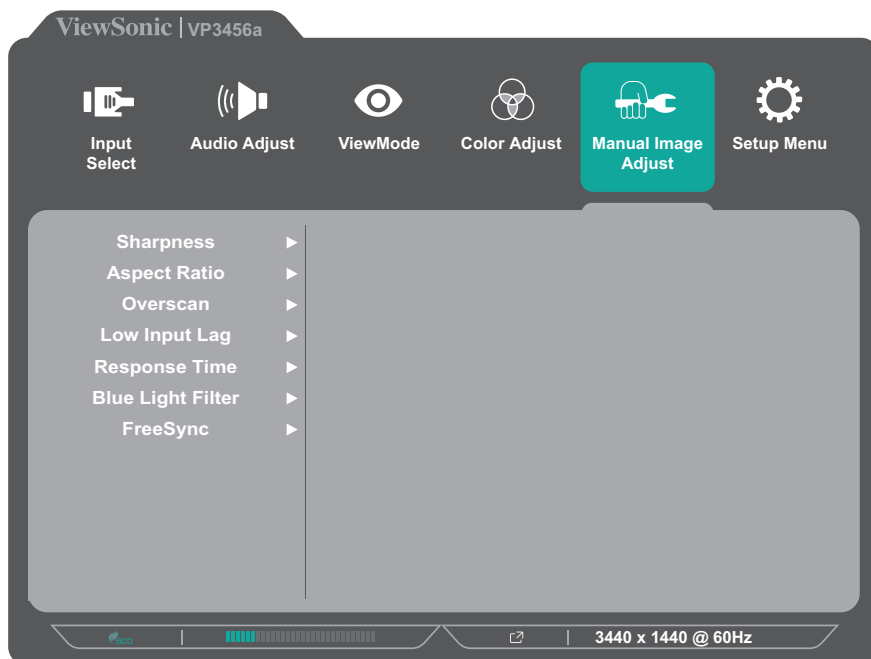 ViewSonic | VP3456a
Input
Select
Audio Adjust
ViewMode
Color Adjust
Manual Image
Adjust
Setup Menu
Sharpness
Aspect Ratio
Overscan
Low Input Lag
Response Time
Blue Light Filter
FreeSync
eco
3440 x 1440 @ 60Hz